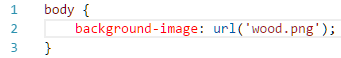 1 body {
2     background-image: url('wood.png');
3 }